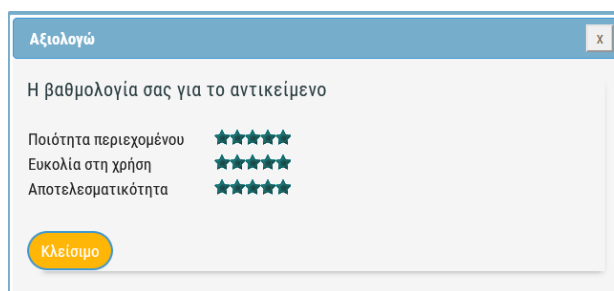 Αξιολογώ
x
Η βαθμολογία σας για το αντικείμενο
Ποιότητα περιεχομένου
Ευκολία στη χρήση
Αποτελεσματικότητα
Κλείσιμο